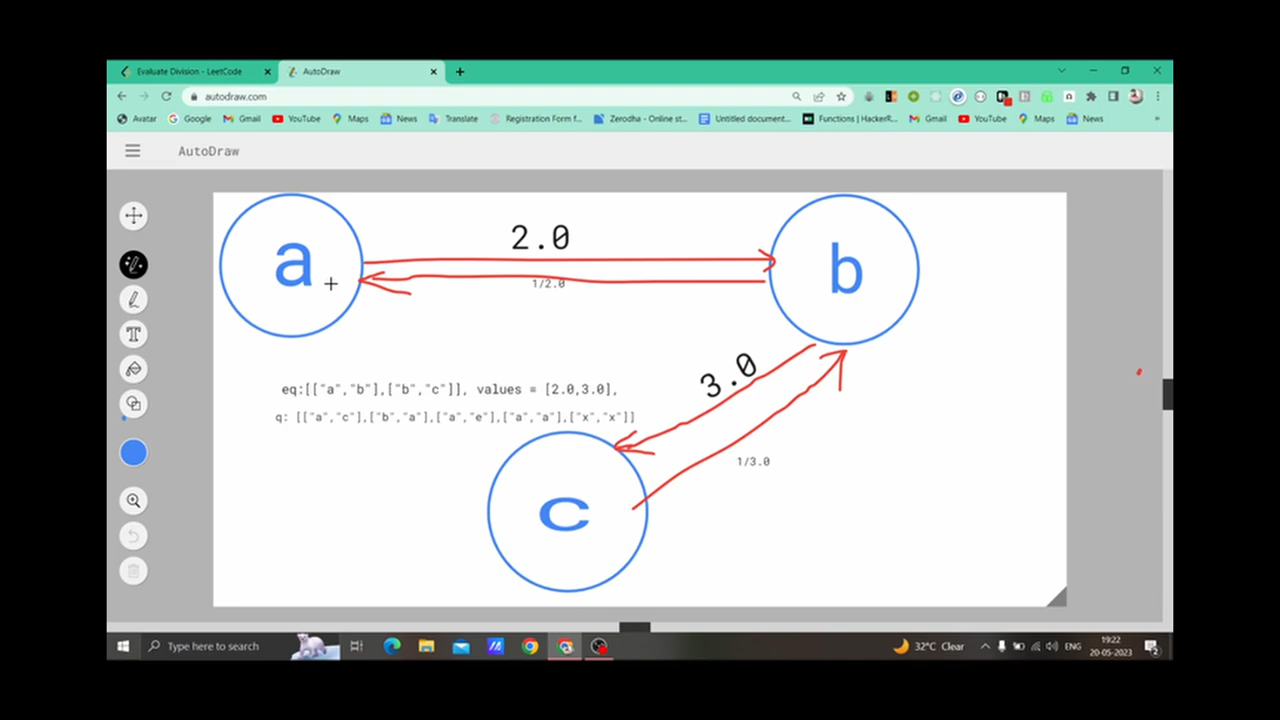 Evaluate Division - LeetCode
AutoDraw
autodraw.com
Avatar Google Gmail YouTube Maps News Translate Registration Form f... Zerodha - Online st... Untitled document... Functions | HackerR... Gmail YouTube Maps News
AutoDraw
2.0
a
b
1/2.0
3.0
eq:[["a","b"],["b","c"]], values = [2.0,3.0],
q: [["a","c"],["b","a"],["a","e"],["a","a"],["x","x"]]
1/3.0
c
Type here to search
32°C Clear
ENG
19:22
20-05-2023
2